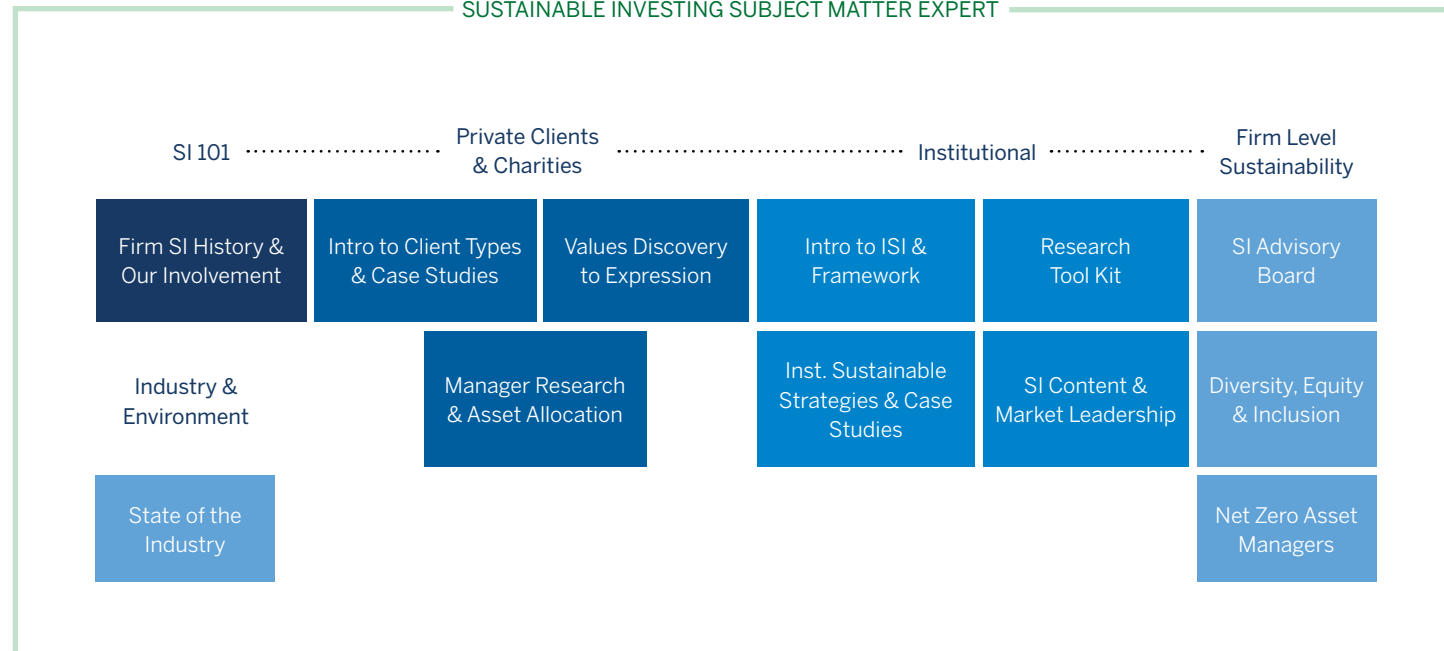 SUSTAINABLE INVESTING SUBJECT MATTER EXPERT
SI 101
Private Clients
& Charities
Institutional
Firm Level
Sustainability
Firm SI History &
Our Involvement
Intro to Client Types
& Case Studies
Values Discovery
to Expression
Intro to ISI &
Framework
Research
Tool Kit
SI Advisory
Board
Industry &
Environment
Manager Research
& Asset Allocation
Inst. Sustainable
Strategies & Case
Studies
SI Content &
Market Leadership
Diversity, Equity
& Inclusion
State of the
Industry
Net Zero Asset
Managers